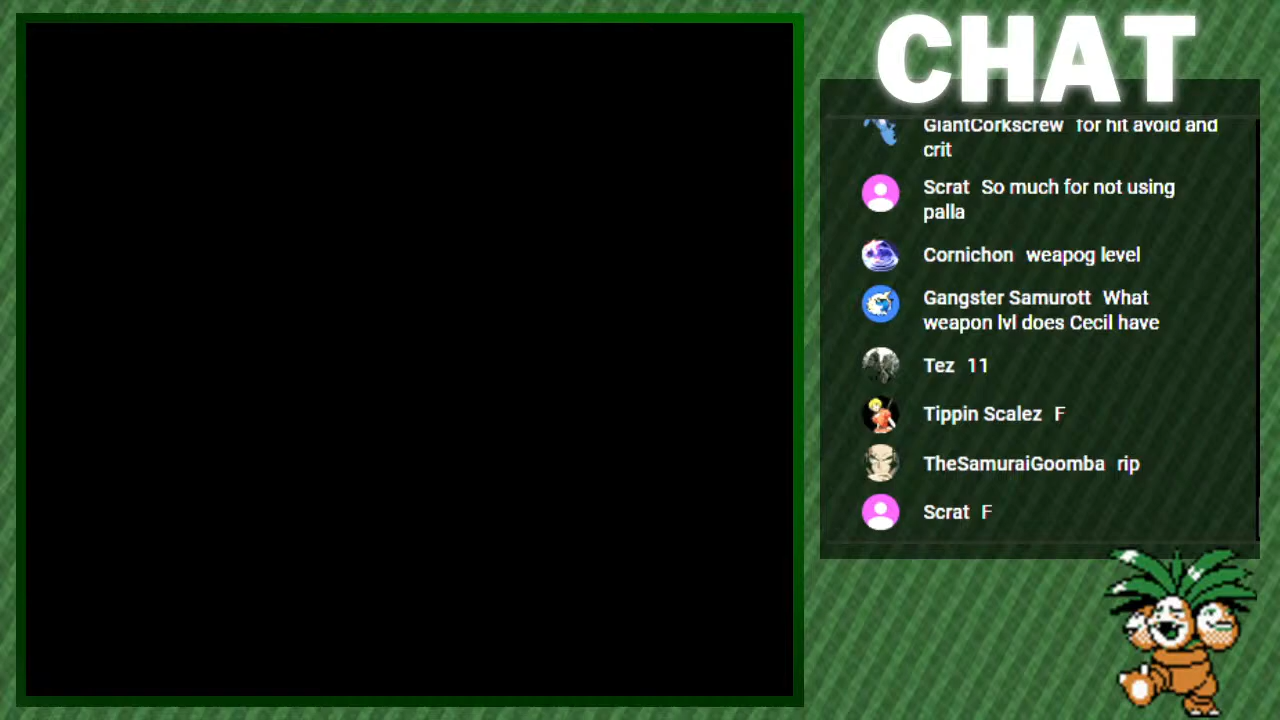 CHAT
GiantCorkscrew for hit avoid and
crit
Scrat So much for not using
palla
Cornichon weapog level
Gangster Samurott What
weapon lvl does Cecil have
Tez 11
Tippin Scalez F
TheSamuraiGoomba rip
Scrat F